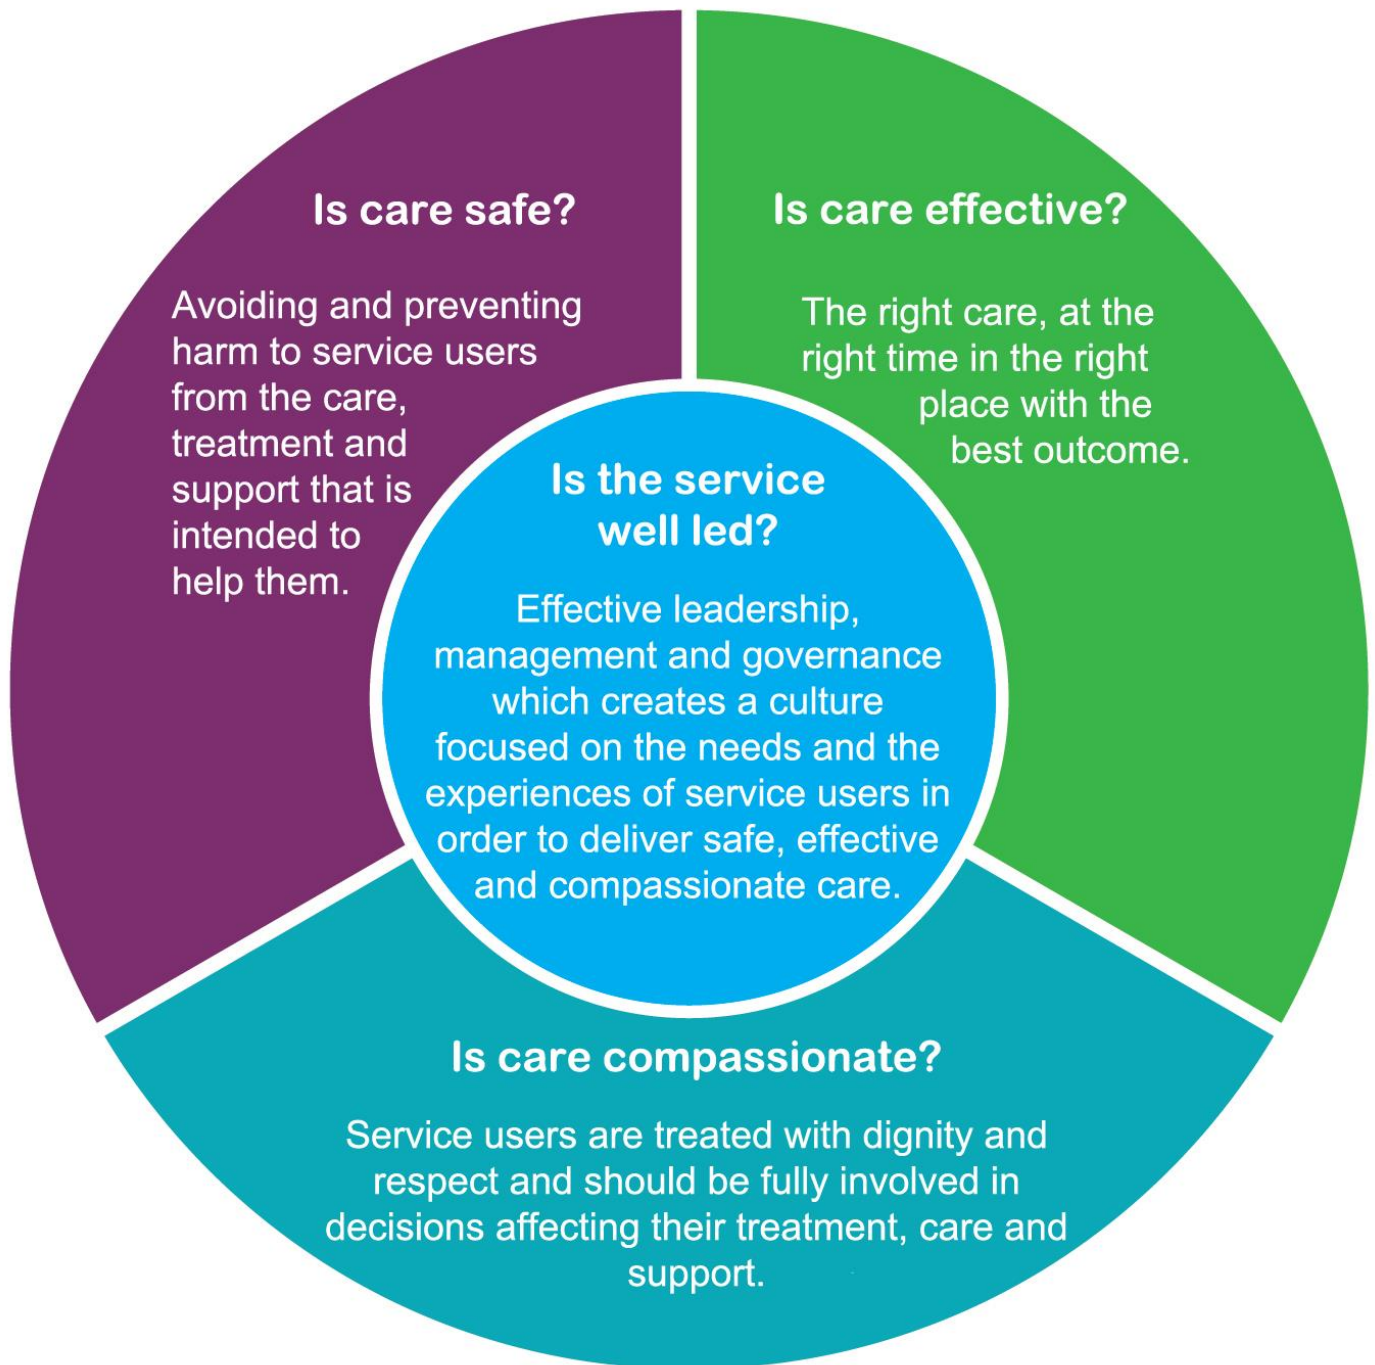 Is care safe?
Avoiding and preventing
harm to service users
from the care,
treatment and
support that is
intended to
help them.
Is care effective?
The right care, at the
right time in the right
place with the
best outcome.
Is the service
well led?
Effective leadership,
management and governance
which creates a culture
focused on the needs and the
experiences of service users in
order to deliver safe, effective
and compassionate care.
Is care compassionate?
Service users are treated with dignity and
respect and should be fully involved in
decisions affecting their treatment, care and
support.